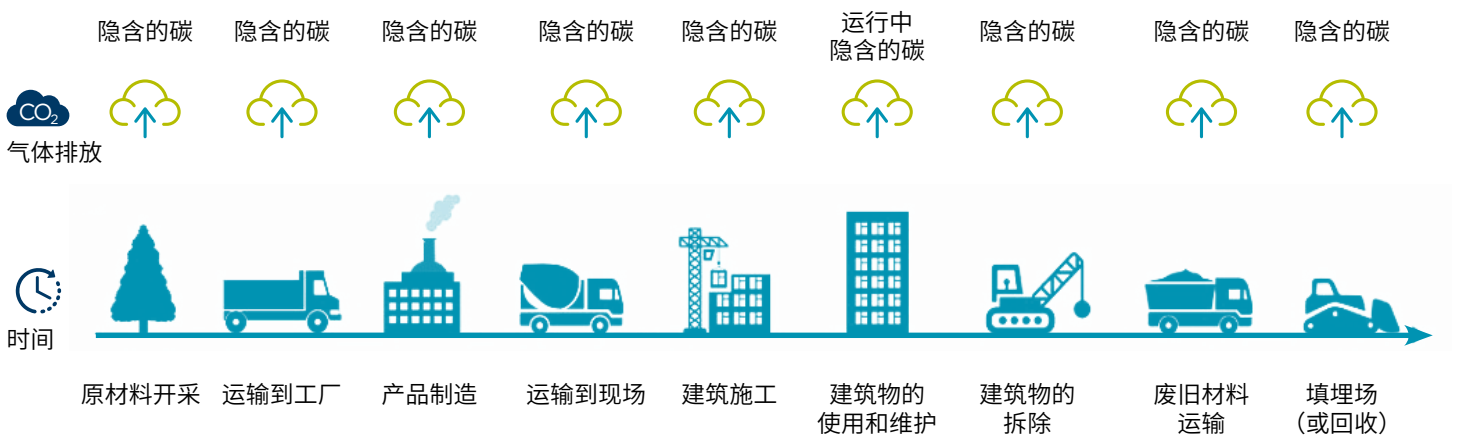 隐含的碳
隐含的碳
隐含的碳
隐含的碳
隐含的碳
运行中
隐含的碳
隐含的碳
隐含的碳
隐含的碳
CO₂
气体排放
时间
原材料开采
运输到工厂
产品制造
运输到现场
建筑施工
建筑物的
使用和维护
建筑物的
拆除
废旧材料
运输
填埋场
（或回收）